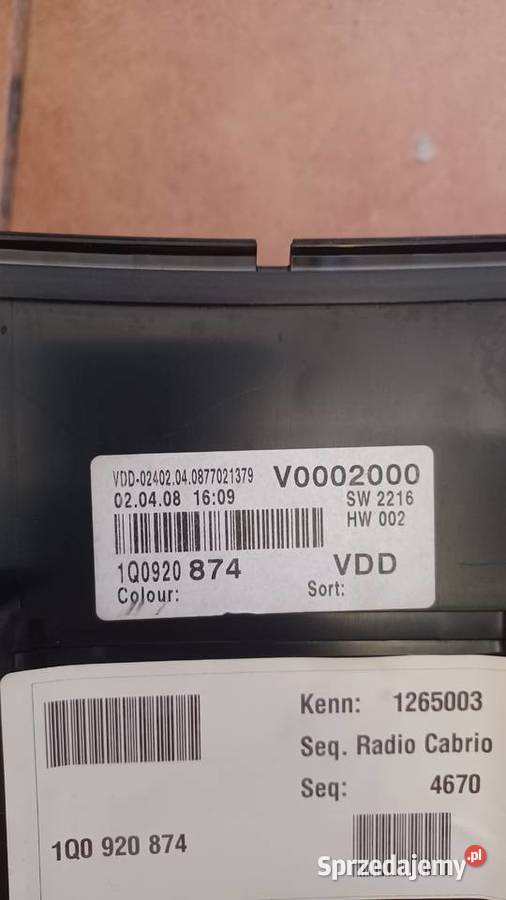 VDD-02402.04.0877021379 V0002000
02.04.08 16:09 SW 2216
HW 002
1Q0920 874 VDD
Colour: Sort:
Kenn: 1265003
Seq. Radio Cabrio
Seq: 4670
1Q0 920 874
Sprzedajemy.pl